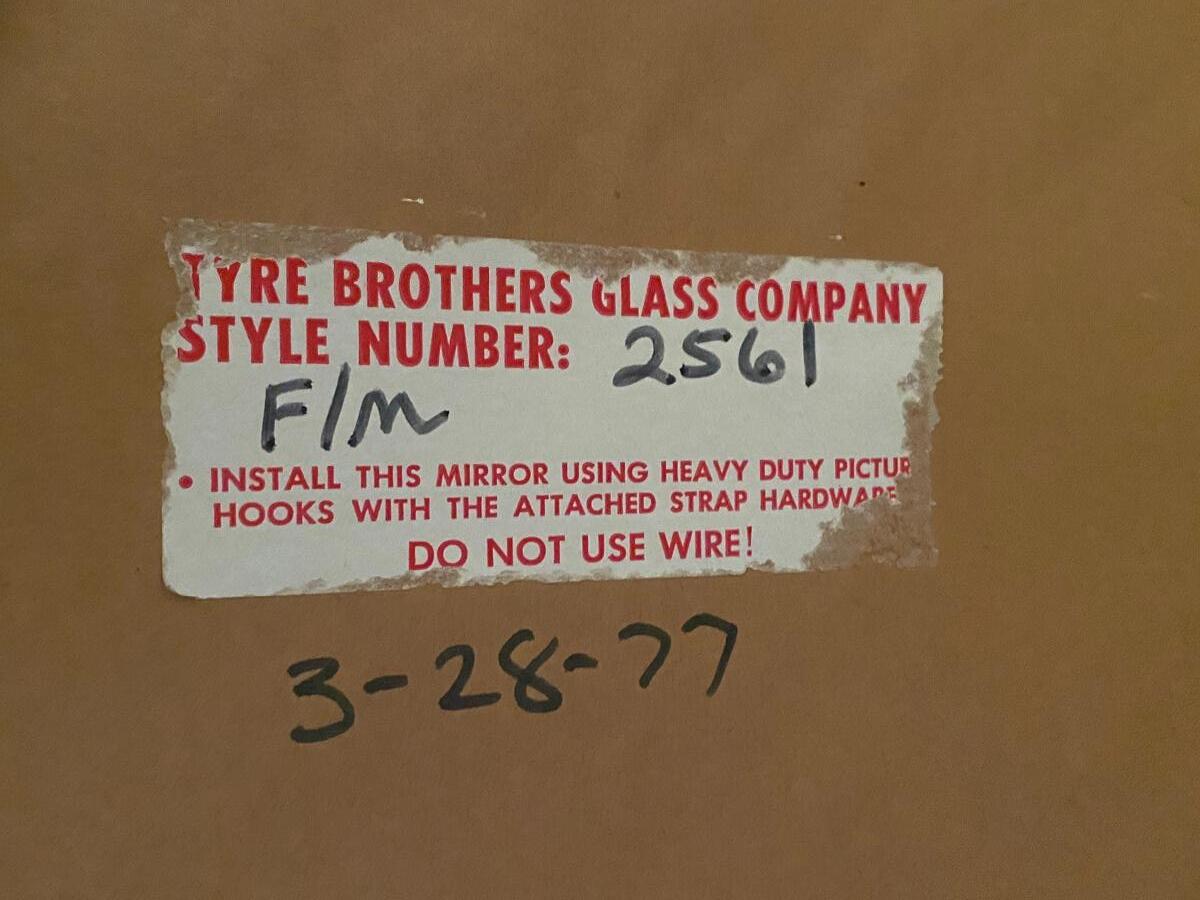 TYRE BROTHERS GLASS COMPANY
STYLE NUMBER: 2561
F/M
• INSTALL THIS MIRROR USING HEAVY DUTY PICTUR
HOOKS WITH THE ATTACHED STRAP HARDWARE
DO NOT USE WIRE!
3-28-77